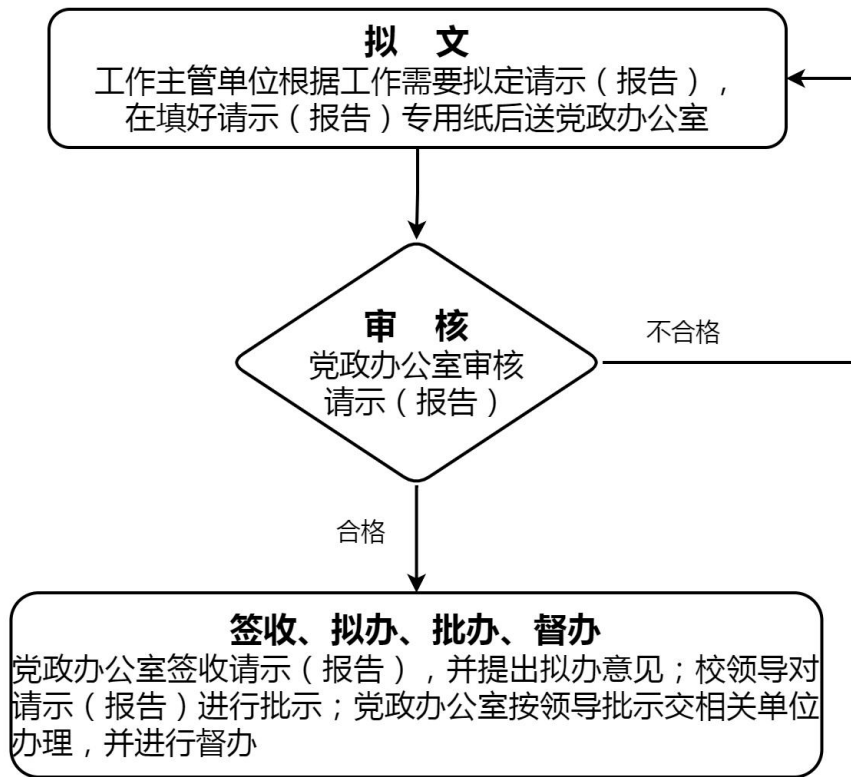 拟　文
工作主管单位根据工作需要拟定请示（报告），
在填好请示（报告）专用纸后送党政办公室
审　核
党政办公室审核
请示（报告）
不合格
合格
签收、拟办、批办、督办
党政办公室签收请示（报告），并提出拟办意见；校领导对
请示（报告）进行批示；党政办公室按领导批示交相关单位
办理，并进行督办